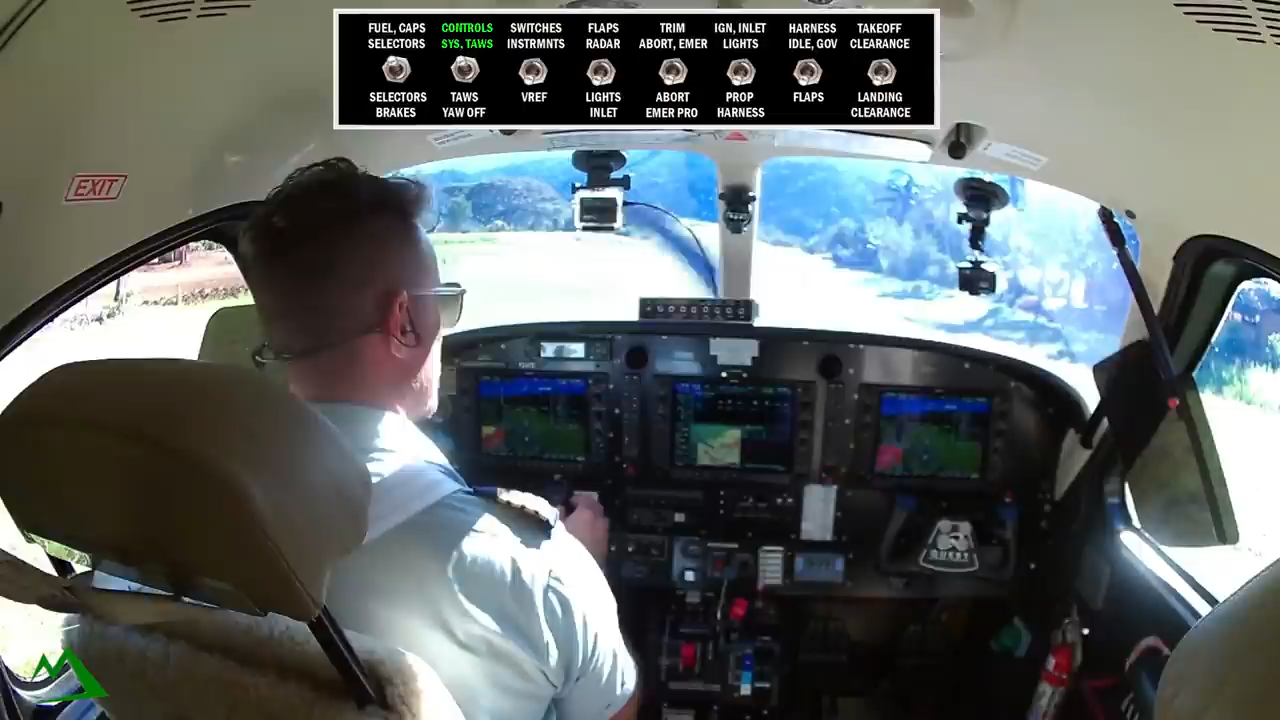 FUEL, CAPS
SELECTORS
CONTROLS
SYS, TAWS
SWITCHES
INSTRMNTS
FLAPS
RADAR
TRIM
ABORT, EMER
IGN, INLET
LIGHTS
HARNESS
IDLE, GOV
TAKEOFF
CLEARANCE
SELECTORS
BRAKES
TAWS
YAW OFF
VREF
LIGHTS
INLET
ABORT
EMER PRO
PROP
HARNESS
FLAPS
LANDING
CLEARANCE
EXIT
QUEST